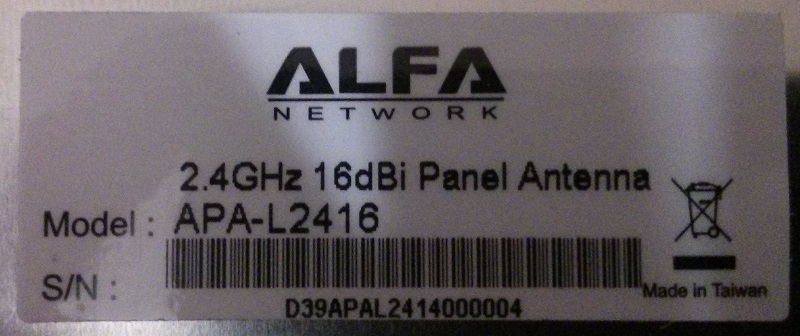 ALFA
NETWORK
2.4GHz 16dBi Panel Antenna
Model : APA-L2416
S/N :
D39APAL2414000004
Made in Taiwan